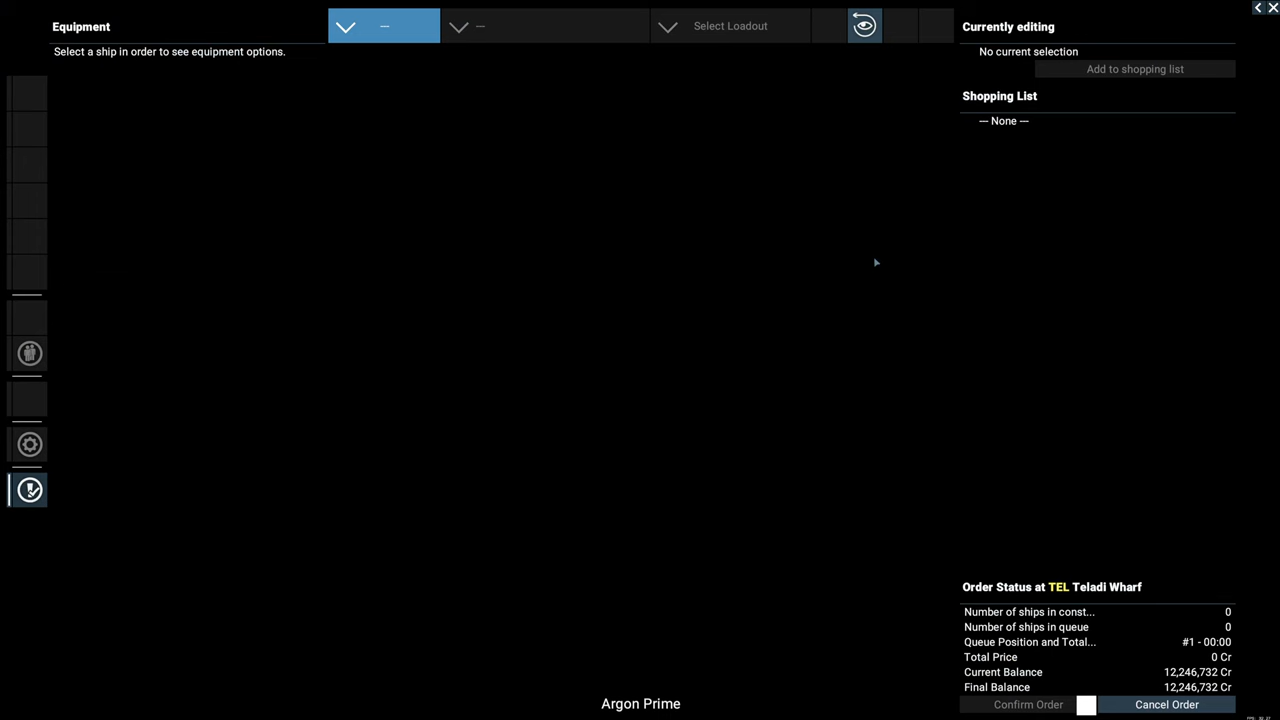 Equipment
Select a ship in order to see equipment options.
—
—
Select Loadout
Currently editing
No current selection
Add to shopping list
Shopping List
— None —
Order Status at TEL Teladi Wharf
Number of ships in const... 0
Number of ships in queue 0
Queue Position and Total... #1 - 00:00
Total Price 0 Cr
Current Balance 12,246,732 Cr
Final Balance 12,246,732 Cr
Confirm Order Cancel Order
Argon Prime